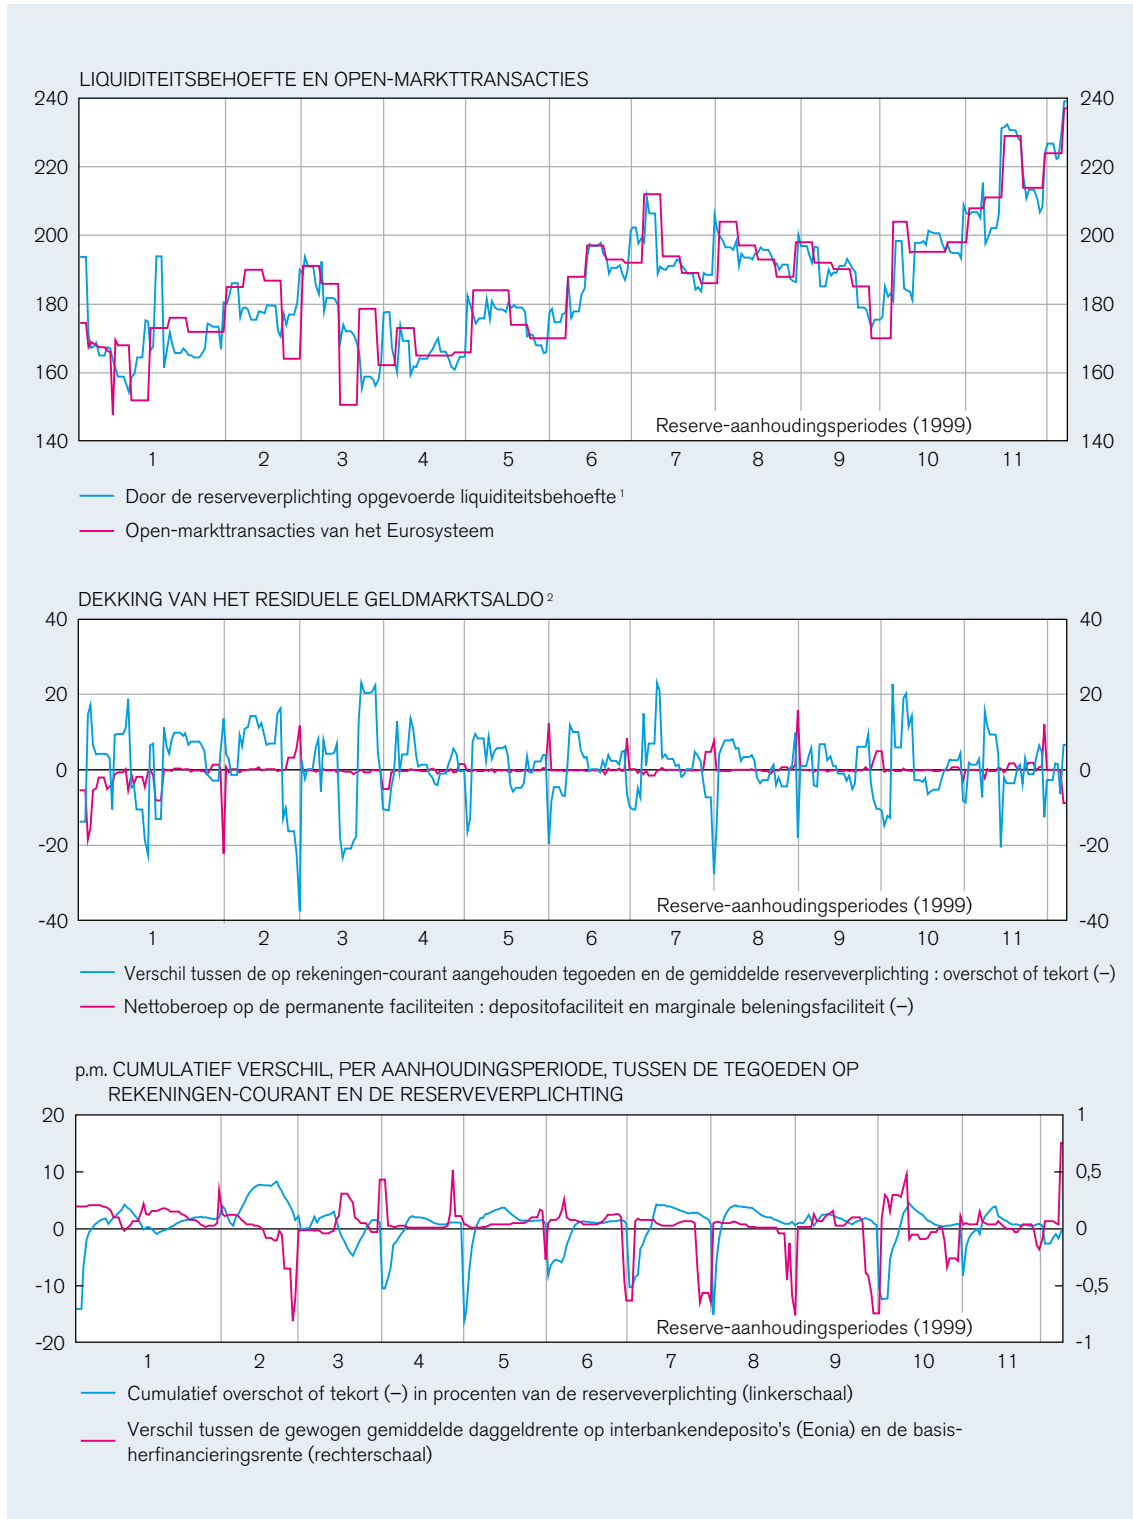 LIQUIDITEITSBEHOEFTE EN OPEN-MARKTTRANSACTIES
240 240
220 220
200 200
180 180
160 160
Reserve-aanhoudingsperiodes (1999)
140 140
1 2 3 4 5 6 7 8 9 10 11
Door de reserveverplichting opgevoerde liquiditeitsbehoefte ¹
Open-markttransacties van het Eurosysteem
DEKKING VAN HET RESIDUELE GELDMARKTSALDO ²
40 40
20 20
0 0
-20 -20
Reserve-aanhoudingsperiodes (1999)
-40 -40
1 2 3 4 5 6 7 8 9 10 11
Verschil tussen de op rekeningen-courant aangehouden tegoeden en de gemiddelde reserveverplichting : overschot of tekort (–)
Nettoberoep op de permanente faciliteiten : depositofaciliteit en marginale beleningsfaciliteit (–)
p.m. CUMULATIEF VERSCHIL, PER AANHOUDINGSPERIODE, TUSSEN DE TEGOEDEN OP
REKENINGEN-COURANT EN DE RESERVEVERPLICHTING
20 1
10 0,5
0 0
-10 -0,5
Reserve-aanhoudingsperiodes (1999)
-20 -1
1 2 3 4 5 6 7 8 9 10 11
Cumulatief overschot of tekort (–) in procenten van de reserveverplichting (linkerschaal)
Verschil tussen de gewogen gemiddelde daggeldrente op interbankendeposito's (Eonia) en de basis-
herfinancieringsrente (rechterschaal)